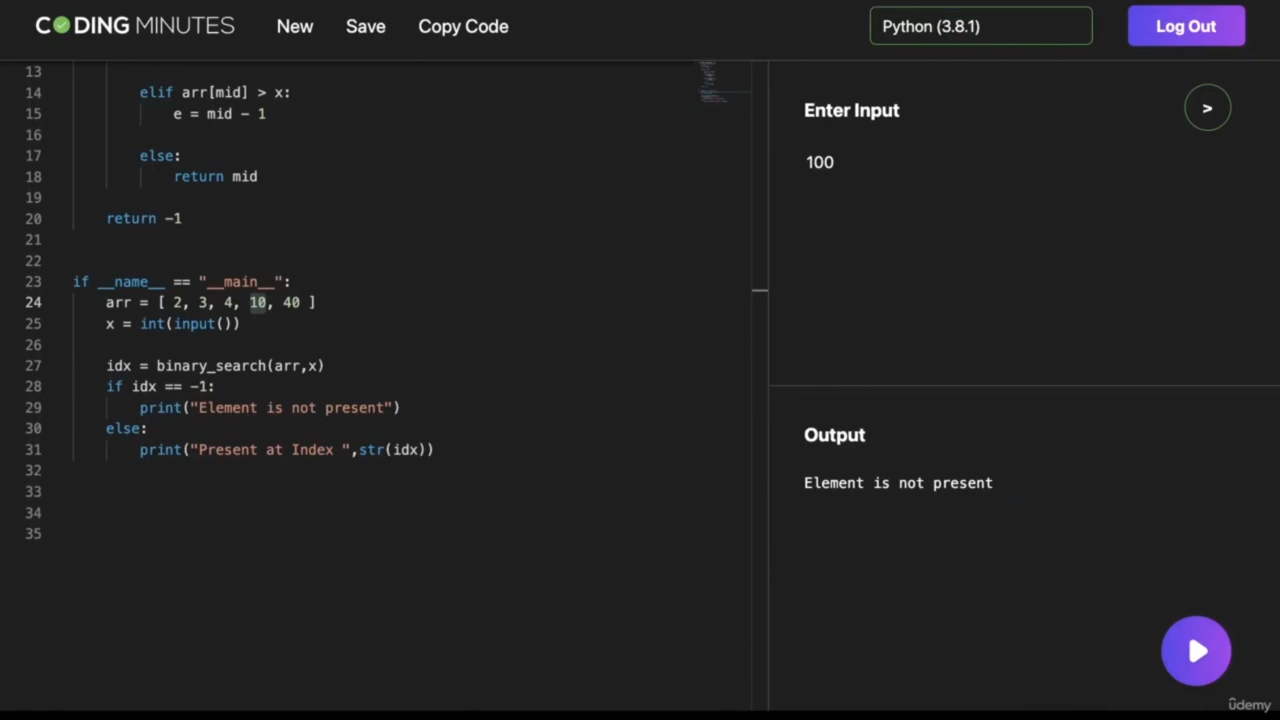 CODING MINUTES New Save Copy Code Python (3.8.1) Log Out
13
14 elif arr[mid] > x:
15 e = mid - 1
16
17 else:
18 return mid
19
20 return -1
21
22
23 if __name__ == "__main__":
24 arr = [ 2, 3, 4, 10, 40 ]
25 x = int(input())
26
27 idx = binary_search(arr,x)
28 if idx == -1:
29 print("Element is not present")
30 else:
31 print("Present at Index ",str(idx))
32
33
34
35
Enter Input >
100
Output
Element is not present
ûdemy